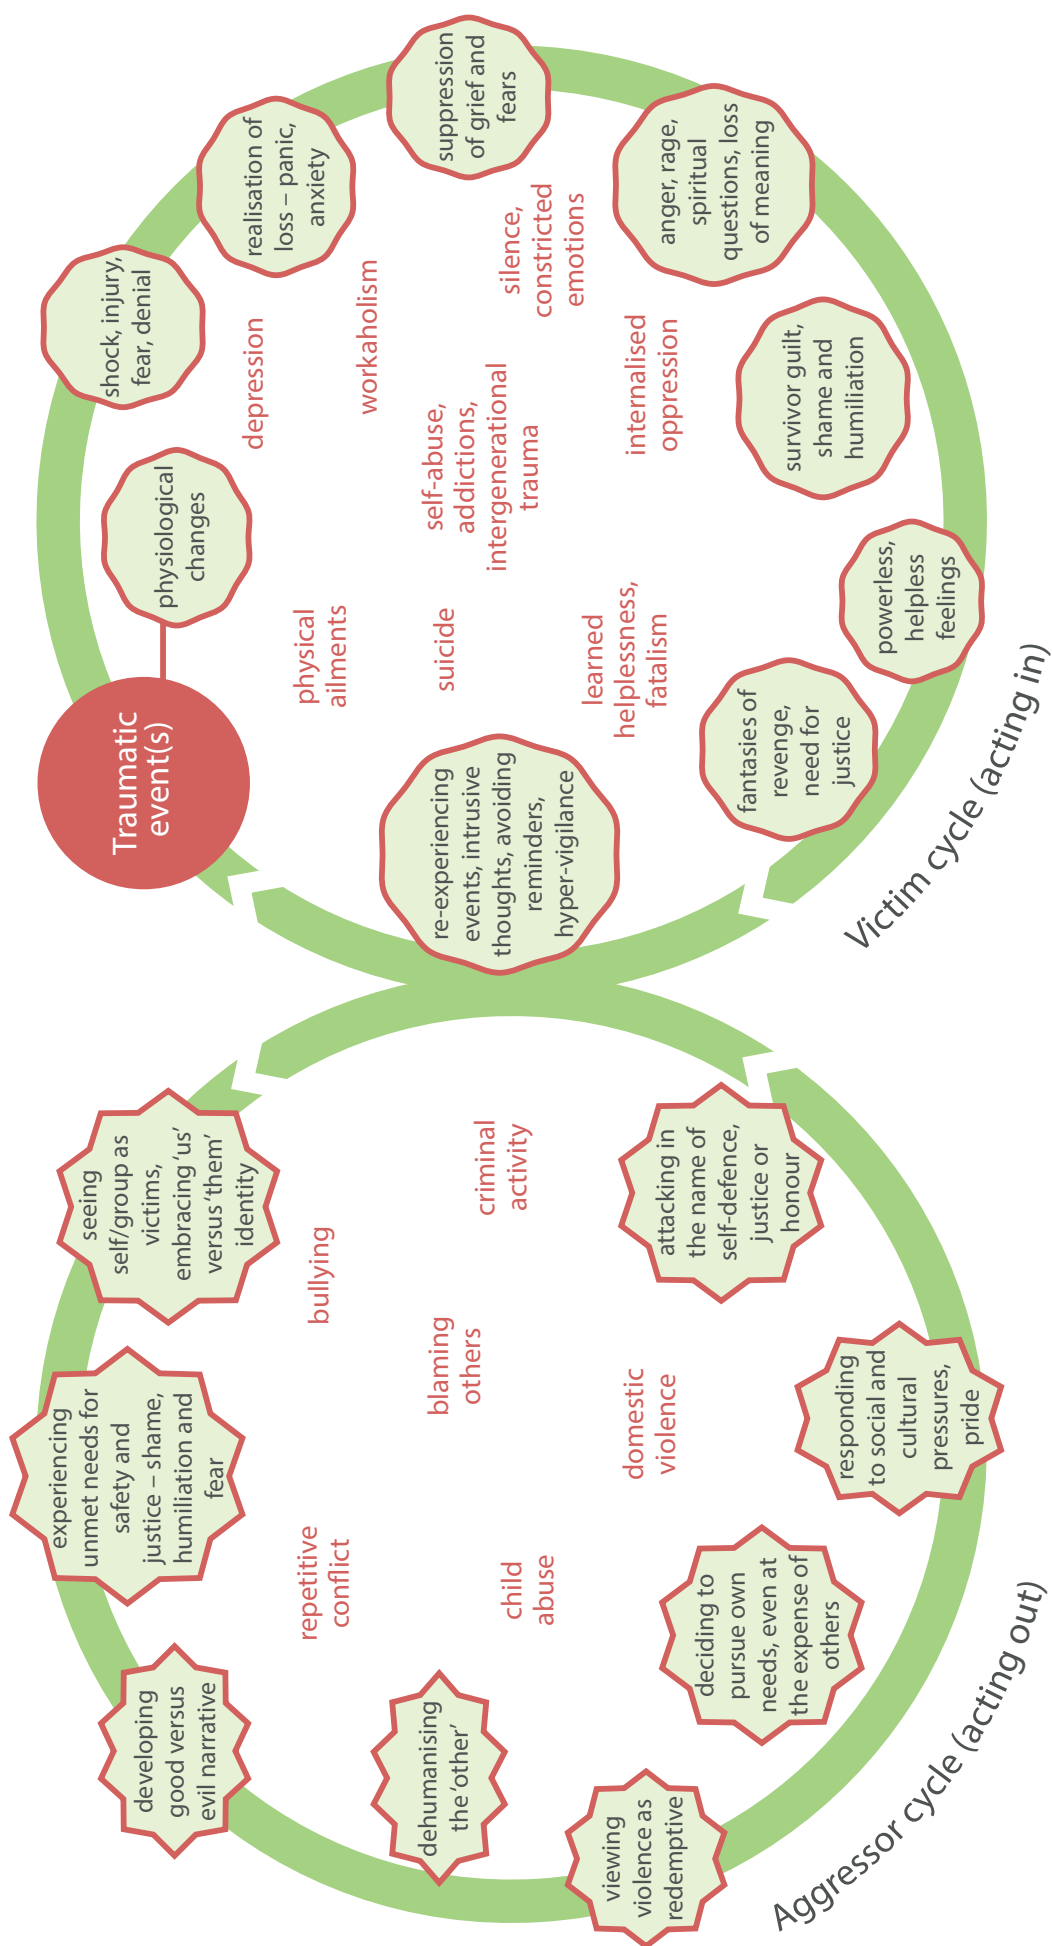 Traumatic
event(s)
physiological
changes
shock, injury,
fear, denial
realisation of
loss – panic,
anxiety
suppression
of grief and
fears
anger, rage,
spiritual
questions, loss
of meaning
survivor guilt,
shame and
humiliation
powerless,
helpless
feelings
fantasies of
revenge,
need for
justice
re-experiencing
events, intrusive
thoughts, avoiding
reminders,
hyper-vigilance
depression
workaholism
silence,
constricted
emotions
physical
ailments
self-abuse,
addictions,
intergenerational
trauma
internalised
oppression
suicide
learned
helplessness,
fatalism
Victim cycle (acting in)
seeing
self/group as
victims,
embracing ‘us’
versus ‘them’
identity
experiencing
unmet needs for
safety and
justice – shame,
humiliation and
fear
developing
good versus
evil narrative
dehumanising
the ‘other’
viewing
violence as
redemptive
deciding to
pursue own
needs, even at
the expense of
others
responding
to social and
cultural
pressures,
pride
attacking in
the name of
self-defence,
justice or
honour
repetitive
conflict
bullying
blaming
others
criminal
activity
child
abuse
domestic
violence
Aggressor cycle (acting out)